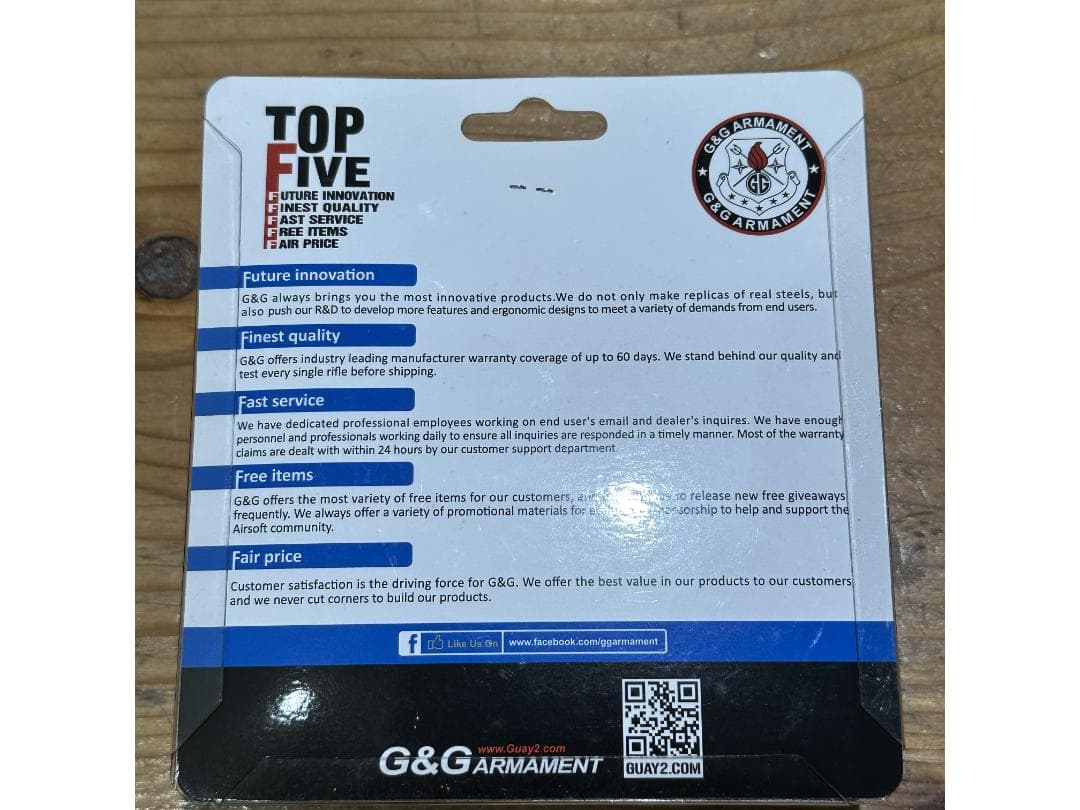 TOP
FIVE
FUTURE INNOVATION
FINEST QUALITY
FAST SERVICE
FREE ITEMS
FAIR PRICE
G&G ARMAMENT
GG
G&G ARMAMENT
Future innovation
G&G always brings you the most innovative products.We do not only make replicas of real steels, but
also push our R&D to develop more features and ergonomic designs to meet a variety of demands from end users.
Finest quality
G&G offers industry leading manufacturer warranty coverage of up to 60 days. We stand behind our quality and
test every single rifle before shipping.
Fast service
We have dedicated professional employees working on end user's email and dealer's inquires. We have enough
personnel and professionals working daily to ensure all inquiries are responded in a timely manner. Most of the warranty
claims are dealt with within 24 hours by our customer support department
Free items
G&G offers the most variety of free items for our customers, to release new free giveaways
frequently. We always offer a variety of promotional materials for to help and support the
Airsoft community.
Fair price
Customer satisfaction is the driving force for G&G. We offer the best value in our products to our customers
and we never cut corners to build our products.
f Like Us On www.facebook.com/ggarmament
www.Guay2.com
G&G ARMAMENT
GUAY2.COM